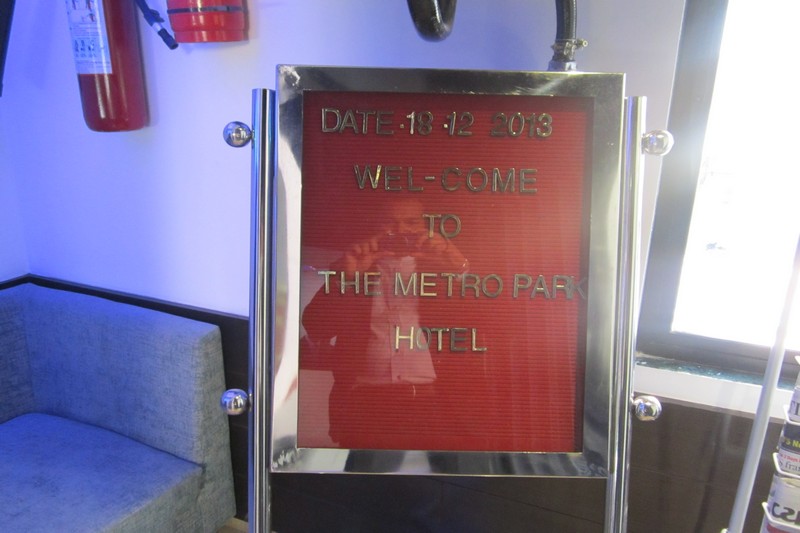 DATE.18.12 2013
WEL-COME
TO
THE METRO PARK
HOTEL